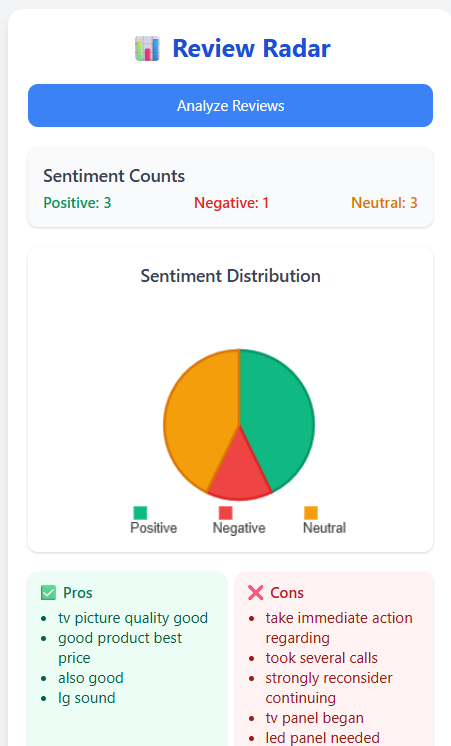 Review Radar
Analyze Reviews
Sentiment Counts
Positive: 3 Negative: 1 Neutral: 3
Sentiment Distribution
Positive Negative Neutral
Pros
tv picture quality good
good product best
price
also good
lg sound
Cons
take immediate action
regarding
took several calls
strongly reconsider
continuing
tv panel began
led panel needed